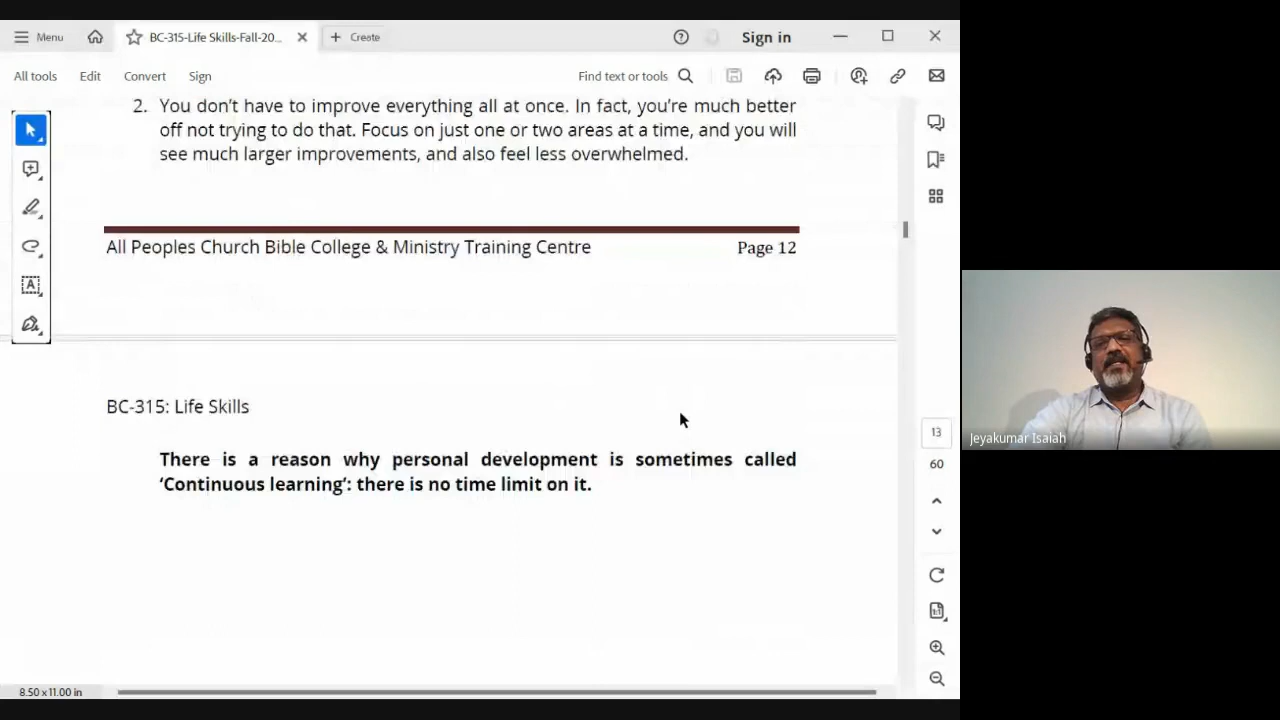 Menu
BC-315-Life Skills-Fall-20...
Create
Sign in
All tools
Edit
Convert
Sign
Find text or tools
2. You don't have to improve everything all at once. In fact, you're much better
off not trying to do that. Focus on just one or two areas at a time, and you will
see much larger improvements, and also feel less overwhelmed.
All Peoples Church Bible College & Ministry Training Centre
Page 12
BC-315: Life Skills
There is a reason why personal development is sometimes called
‘Continuous learning’: there is no time limit on it.
13
60
8.50 x 11.00 in
Jeyakumar Isaiah